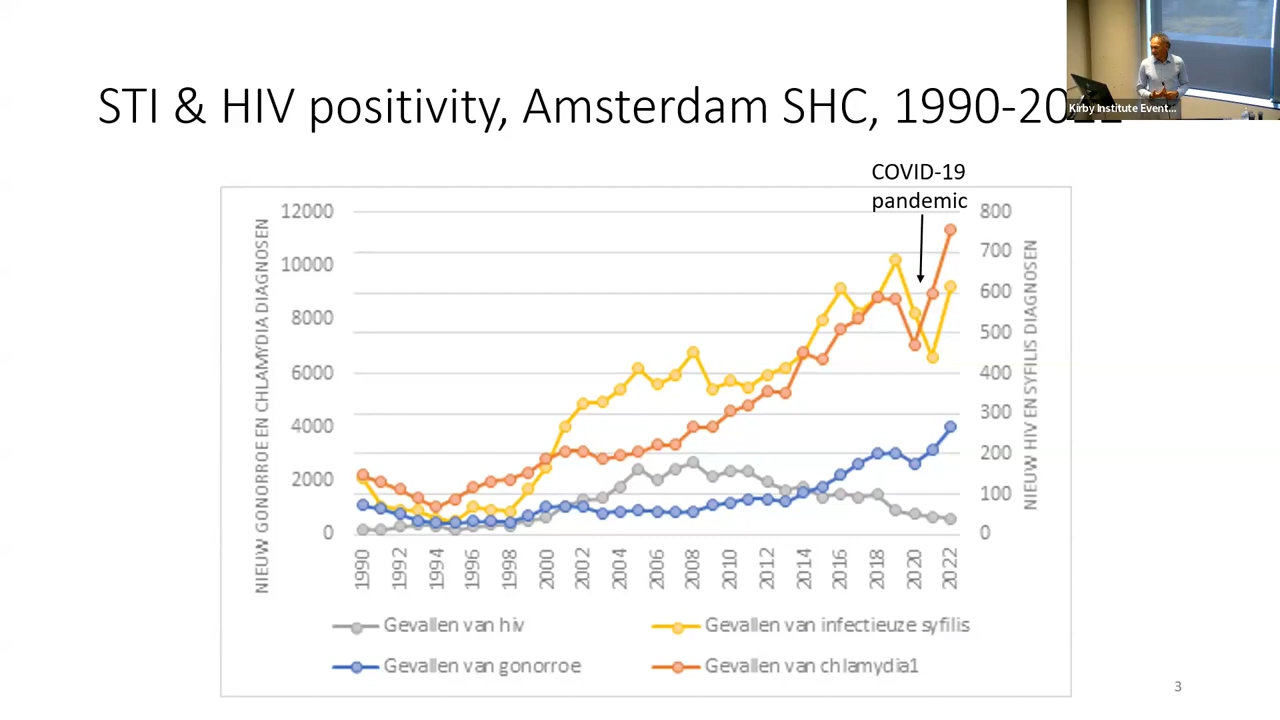 STI & HIV positivity, Amsterdam SHC, 1990-20
Kirby Institute Event...
COVID-19
pandemic
NIEUW GONORROE EN CHLAMYDIA DIAGNOSEN
12000
10000
8000
6000
4000
2000
0
800
700
600
500
400
300
200
100
0
NIEUW HIV EN SYFILIS DIAGNOSEN
1990 1992 1994 1996 1998 2000 2002 2004 2006 2008 2010 2012 2014 2016 2018 2020 2022
Gevallen van hiv
Gevallen van infectieuze syfilis
Gevallen van gonorroe
Gevallen van chlamydia1
3